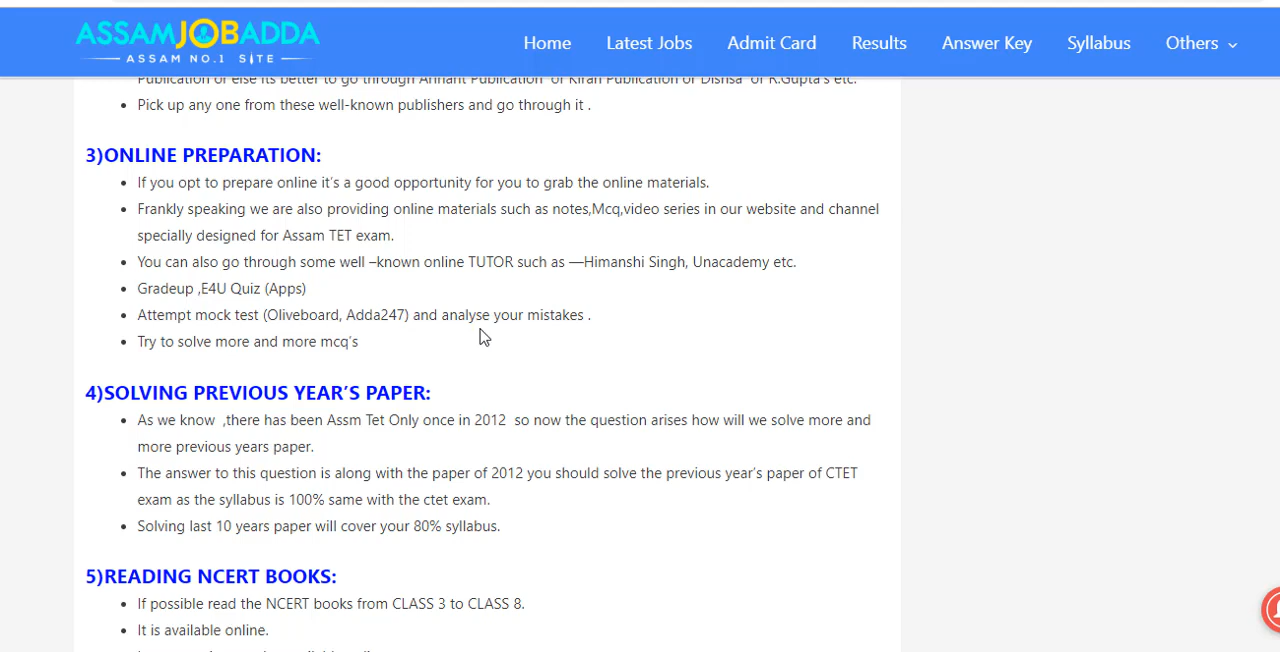 ASSAMJOBADDA
ASSAM NO.1 SITE
Home Latest Jobs Admit Card Results Answer Key Syllabus Others
Publication or else its better to go through Arihant Publication or Kiran Publication or Dishsa or R.Gupta's etc.
• Pick up any one from these well-known publishers and go through it .
3)ONLINE PREPARATION:
• If you opt to prepare online it’s a good opportunity for you to grab the online materials.
• Frankly speaking we are also providing online materials such as notes,Mcq,video series in our website and channel
specially designed for Assam TET exam.
• You can also go through some well –known online TUTOR such as —Himanshi Singh, Unacademy etc.
• Gradeup ,E4U Quiz (Apps)
• Attempt mock test (Oliveboard, Adda247) and analyse your mistakes .
• Try to solve more and more mcq’s
4)SOLVING PREVIOUS YEAR’S PAPER:
• As we know ,there has been Assm Tet Only once in 2012 so now the question arises how will we solve more and
more previous years paper.
• The answer to this question is along with the paper of 2012 you should solve the previous year’s paper of CTET
exam as the syllabus is 100% same with the ctet exam.
• Solving last 10 years paper will cover your 80% syllabus.
5)READING NCERT BOOKS:
• If possible read the NCERT books from CLASS 3 to CLASS 8.
• It is available online.